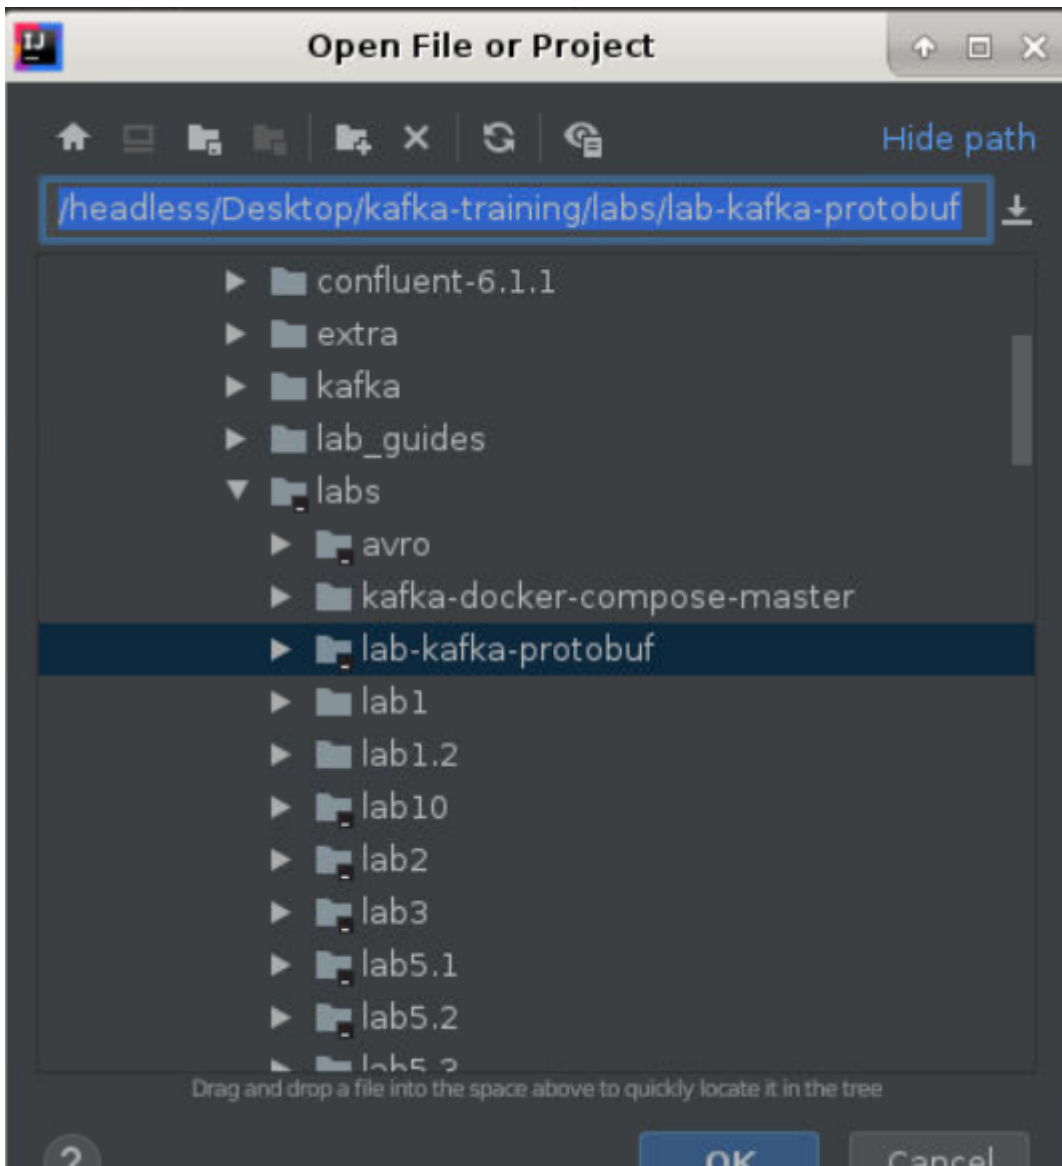 IJ
Open File or Project
Hide path
/headless/Desktop/kafka-training/labs/lab-kafka-protobuf
confluent-6.1.1
extra
kafka
lab_guides
labs
avro
kafka-docker-compose-master
lab-kafka-protobuf
lab1
lab1.2
lab10
lab2
lab3
lab5.1
lab5.2
lab5.3
Drag and drop a file into the space above to quickly locate it in the tree
?
OK
Cancel